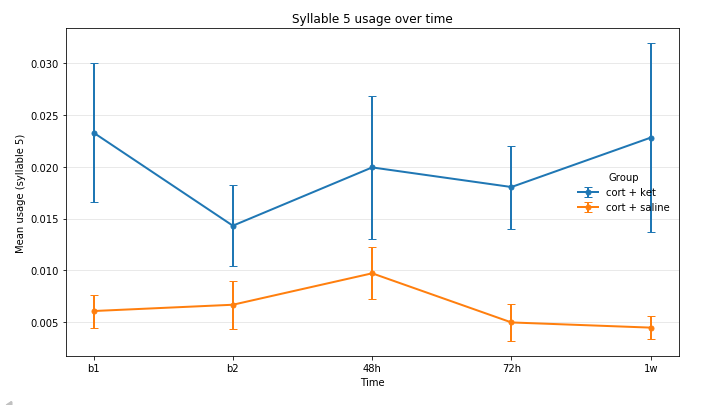 Syllable 5 usage over time
Mean usage (syllable 5)
0.030
0.025
0.020
0.015
0.010
0.005
Group
cort + ket
cort + saline
b1
b2
48h
72h
1w
Time